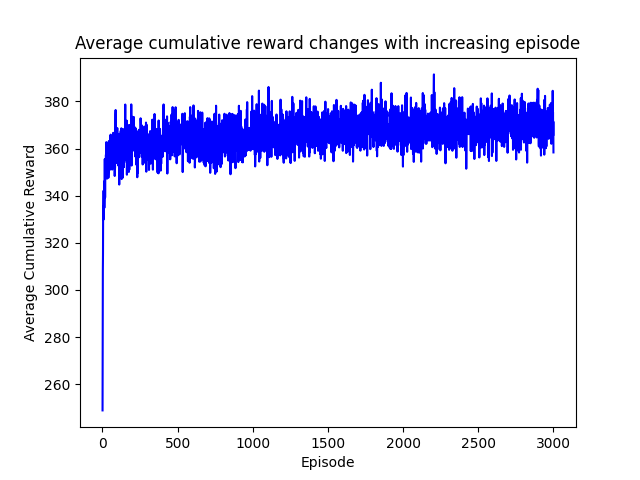 Average cumulative reward changes with increasing episode
Average Cumulative Reward
380
360
340
320
300
280
260
0 500 1000 1500 2000 2500 3000
Episode